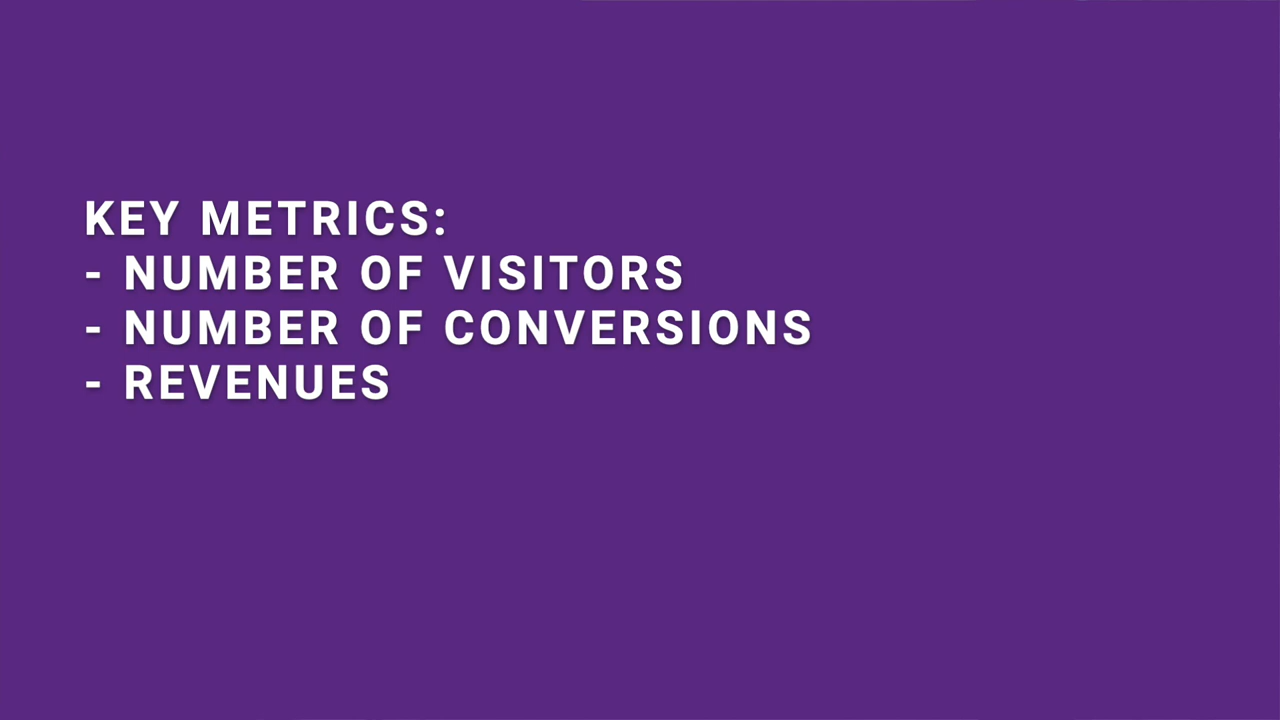 KEY METRICS:
- NUMBER OF VISITORS
- NUMBER OF CONVERSIONS
- REVENUES